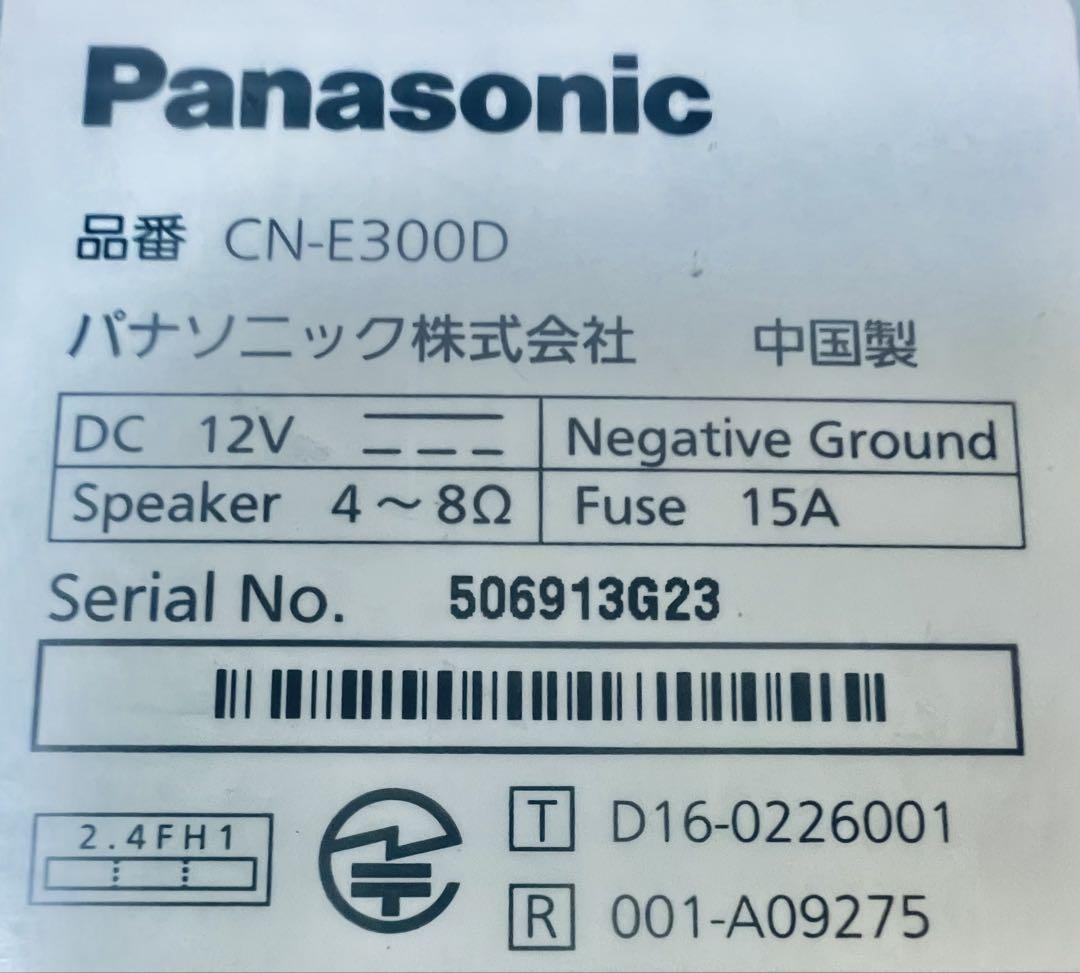 Panasonic
品番 CN-E300D
パナソニック株式会社 中国製
DC 12V Negative Ground
Speaker 4～8Ω Fuse 15A
Serial No. 506913G23
2.4FH1
T D16-0226001
R 001-A09275